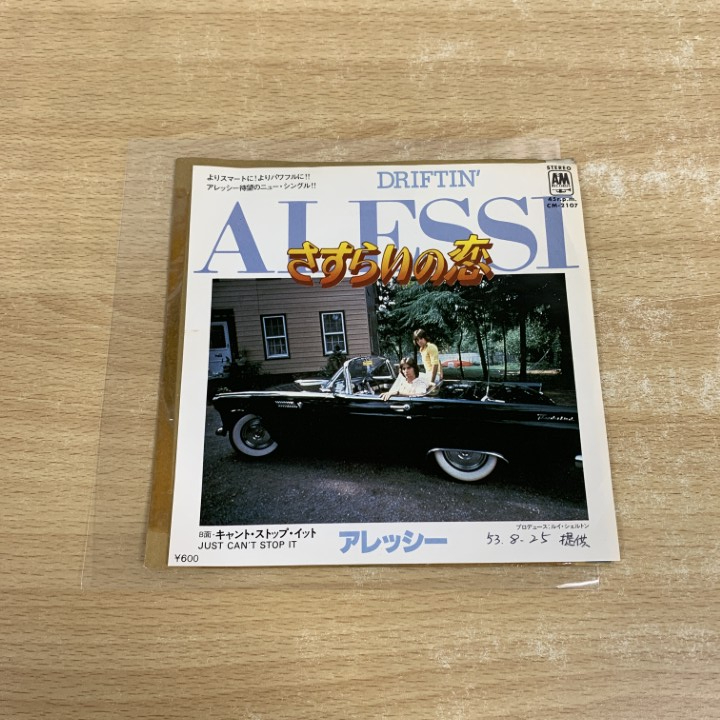 よりスマートに!よりパワフルに!!
アレッシー待望のニュー・シングル!!
DRIFTIN'
STEREO
A&M
45r.p.m.
CM-2107
ALESSI
さすらいの恋
B面・キャント・ストップ・イット
JUST CAN'T STOP IT
¥600
アレッシー
プロデュース:ルイ・シェルトン
53.8-25 提供